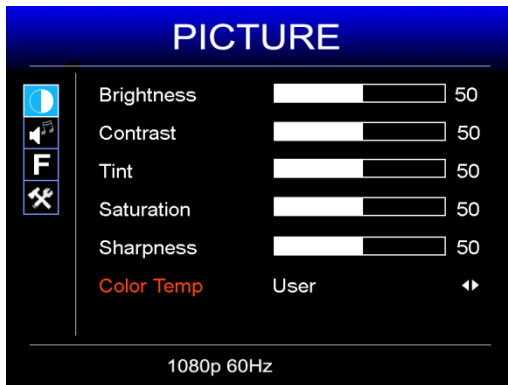 PICTURE
Brightness 50
Contrast 50
F Tint 50
Saturation 50
Sharpness 50
Color Temp User
1080p 60Hz